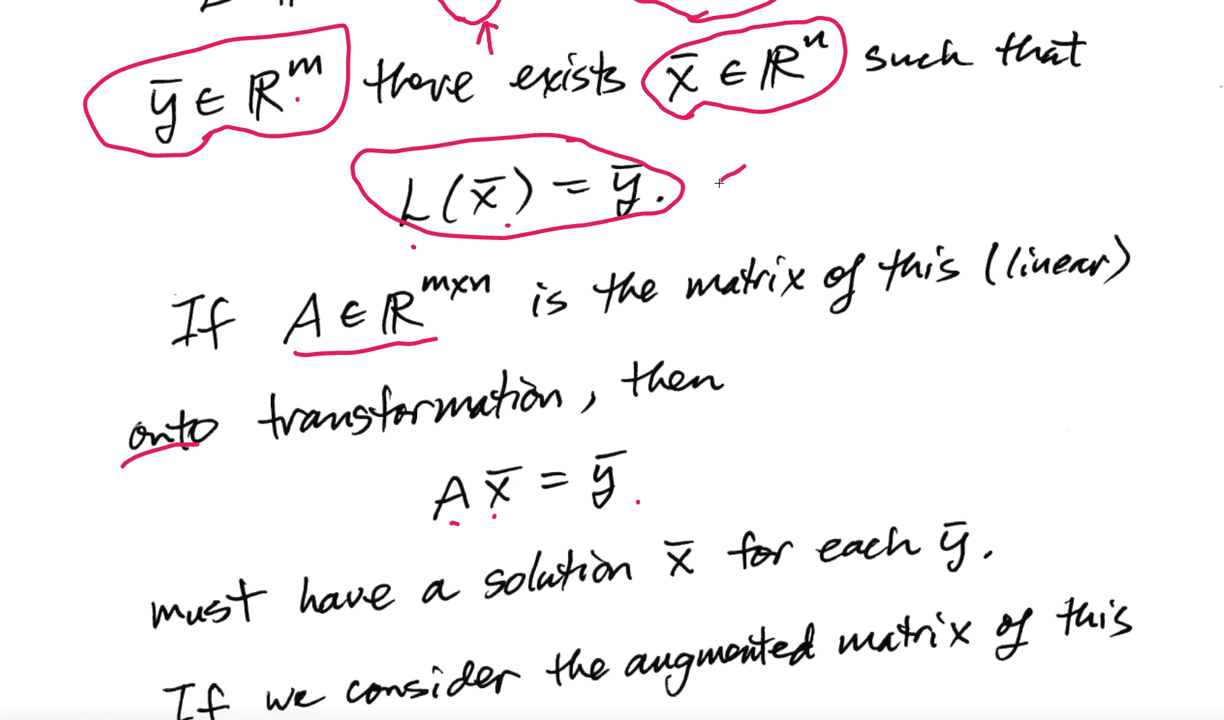 ȳ ∈ ℝᵐ there exists x̄ ∈ ℝⁿ such that
L(x̄) = ȳ.
If A ∈ ℝᵐˣⁿ is the matrix of this (linear)
onto transformation, then
A x̄ = ȳ
must have a solution x̄ for each ȳ.
If we consider the augmented matrix of this